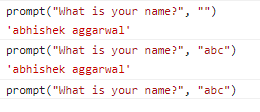 prompt("What is your name?", "")
'abhishek aggarwal'
prompt("What is your name?", "abc")
'abhishek aggarwal'
prompt("What is your name?", "abc")